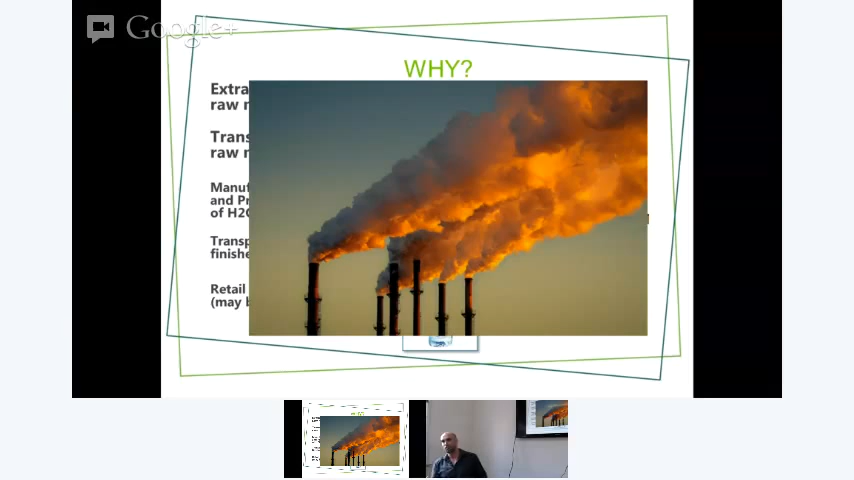 Google+
WHY?
Extra
raw r
Trans
raw r
Manuf
and Pr
of H2O
Transp
finishe
Retail
(may b